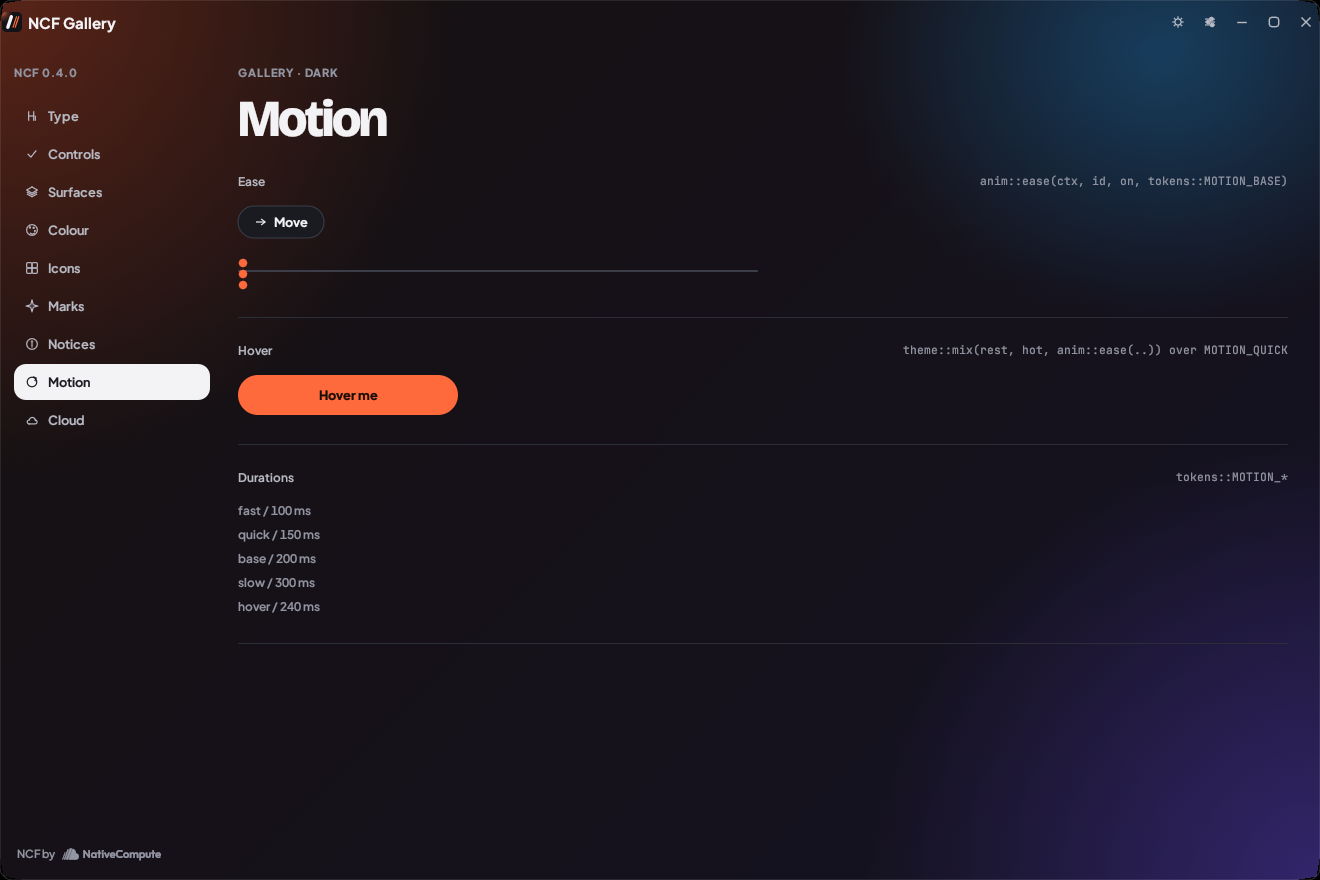 NCF Gallery
NCF 0.4.0
Type
Controls
Surfaces
Colour
Icons
Marks
Notices
Motion
Cloud
GALLERY · DARK
Motion
Ease
anim::ease(ctx, id, on, tokens::MOTION_BASE)
Move
Hover
theme::mix(rest, hot, anim::ease(..)) over MOTION_QUICK
Hover me
Durations
tokens::MOTION_*
fast / 100 ms
quick / 150 ms
base / 200 ms
slow / 300 ms
hover / 240 ms
NCF by NativeCompute